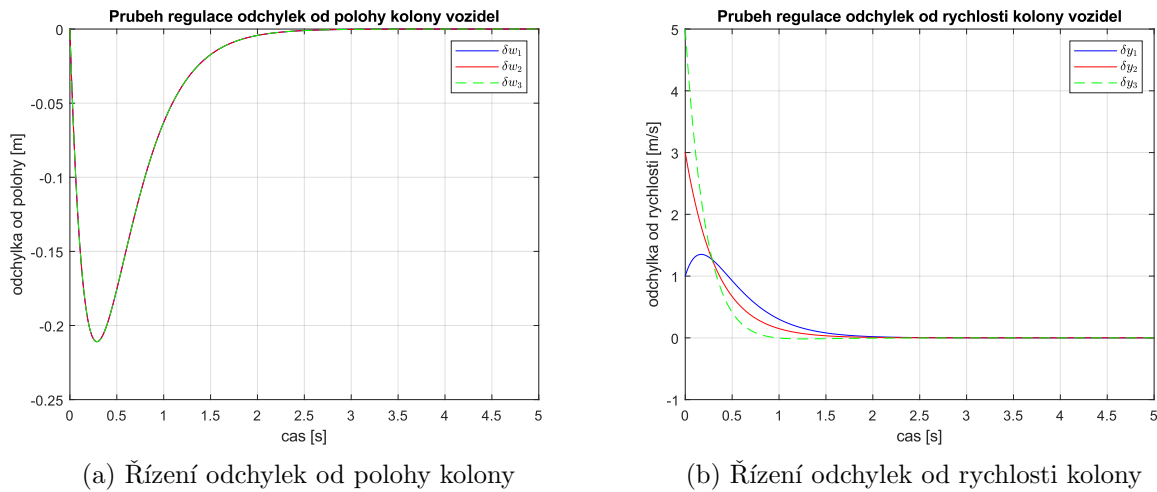 Prubeh regulace odchylek od polohy kolony vozidel
0
-0.05
-0.1
-0.15
-0.2
-0.25
odchylka od polohy [m]
δw₁
δw₂
δw₃
0 0.5 1 1.5 2 2.5 3 3.5 4 4.5 5
cas [s]
(a) Řízení odchylek od polohy kolony
Prubeh regulace odchylek od rychlosti kolony vozidel
5
4
3
2
1
0
-1
odchylka od rychlosti [m/s]
δy₁
δy₂
δy₃
0 0.5 1 1.5 2 2.5 3 3.5 4 4.5 5
cas [s]
(b) Řízení odchylek od rychlosti kolony